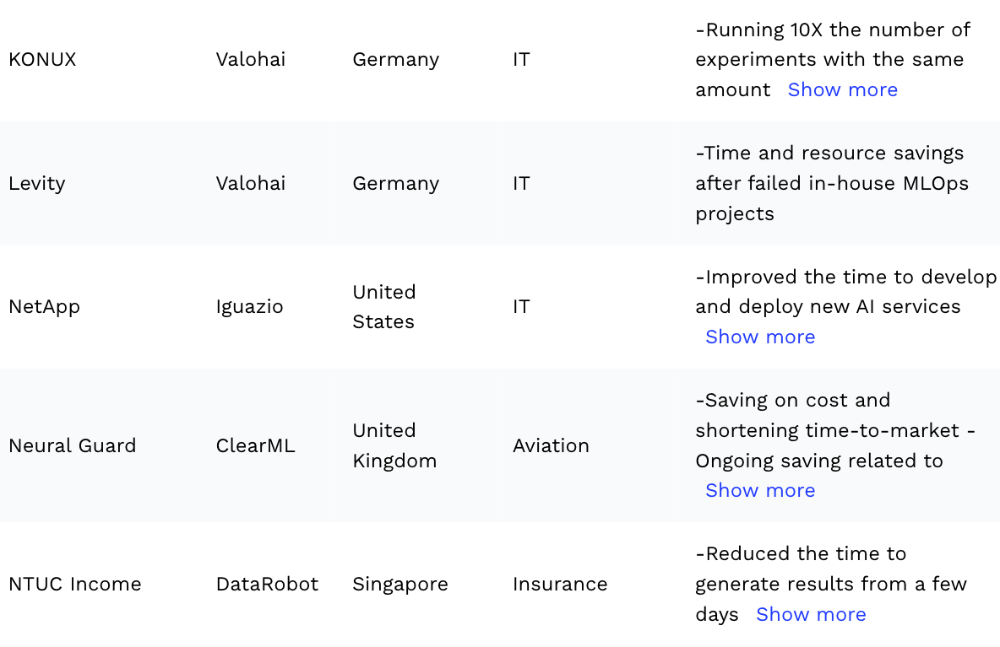 KONUX Valohai Germany IT -Running 10X the number of
experiments with the same
amount Show more
Levity Valohai Germany IT -Time and resource savings
after failed in-house MLOps
projects
NetApp Iguazio United
States IT -Improved the time to develop
and deploy new AI services
Show more
Neural Guard ClearML United
Kingdom Aviation -Saving on cost and
shortening time-to-market -
Ongoing saving related to
Show more
NTUC Income DataRobot Singapore Insurance -Reduced the time to
generate results from a few
days Show more